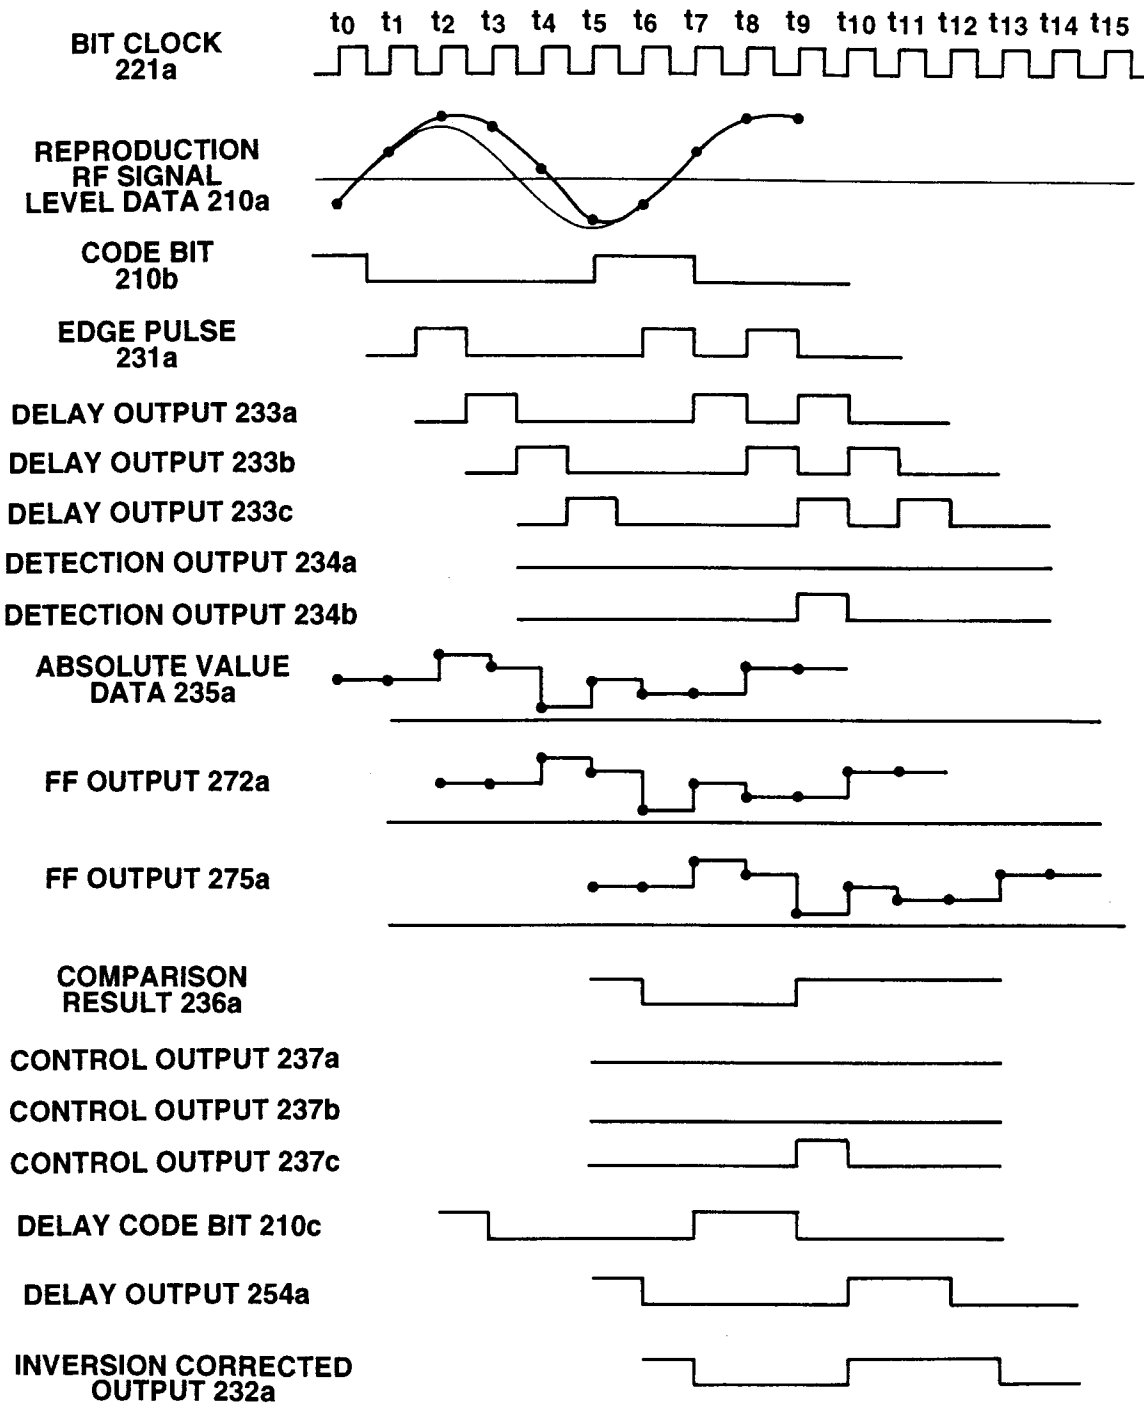 t0 t1 t2 t3 t4 t5 t6 t7 t8 t9 t10 t11 t12 t13 t14 t15
BIT CLOCK
221a
REPRODUCTION
RF SIGNAL
LEVEL DATA 210a
CODE BIT
210b
EDGE PULSE
231a
DELAY OUTPUT 233a
DELAY OUTPUT 233b
DELAY OUTPUT 233c
DETECTION OUTPUT 234a
DETECTION OUTPUT 234b
ABSOLUTE VALUE
DATA 235a
FF OUTPUT 272a
FF OUTPUT 275a
COMPARISON
RESULT 236a
CONTROL OUTPUT 237a
CONTROL OUTPUT 237b
CONTROL OUTPUT 237c
DELAY CODE BIT 210c
DELAY OUTPUT 254a
INVERSION CORRECTED
OUTPUT 232a